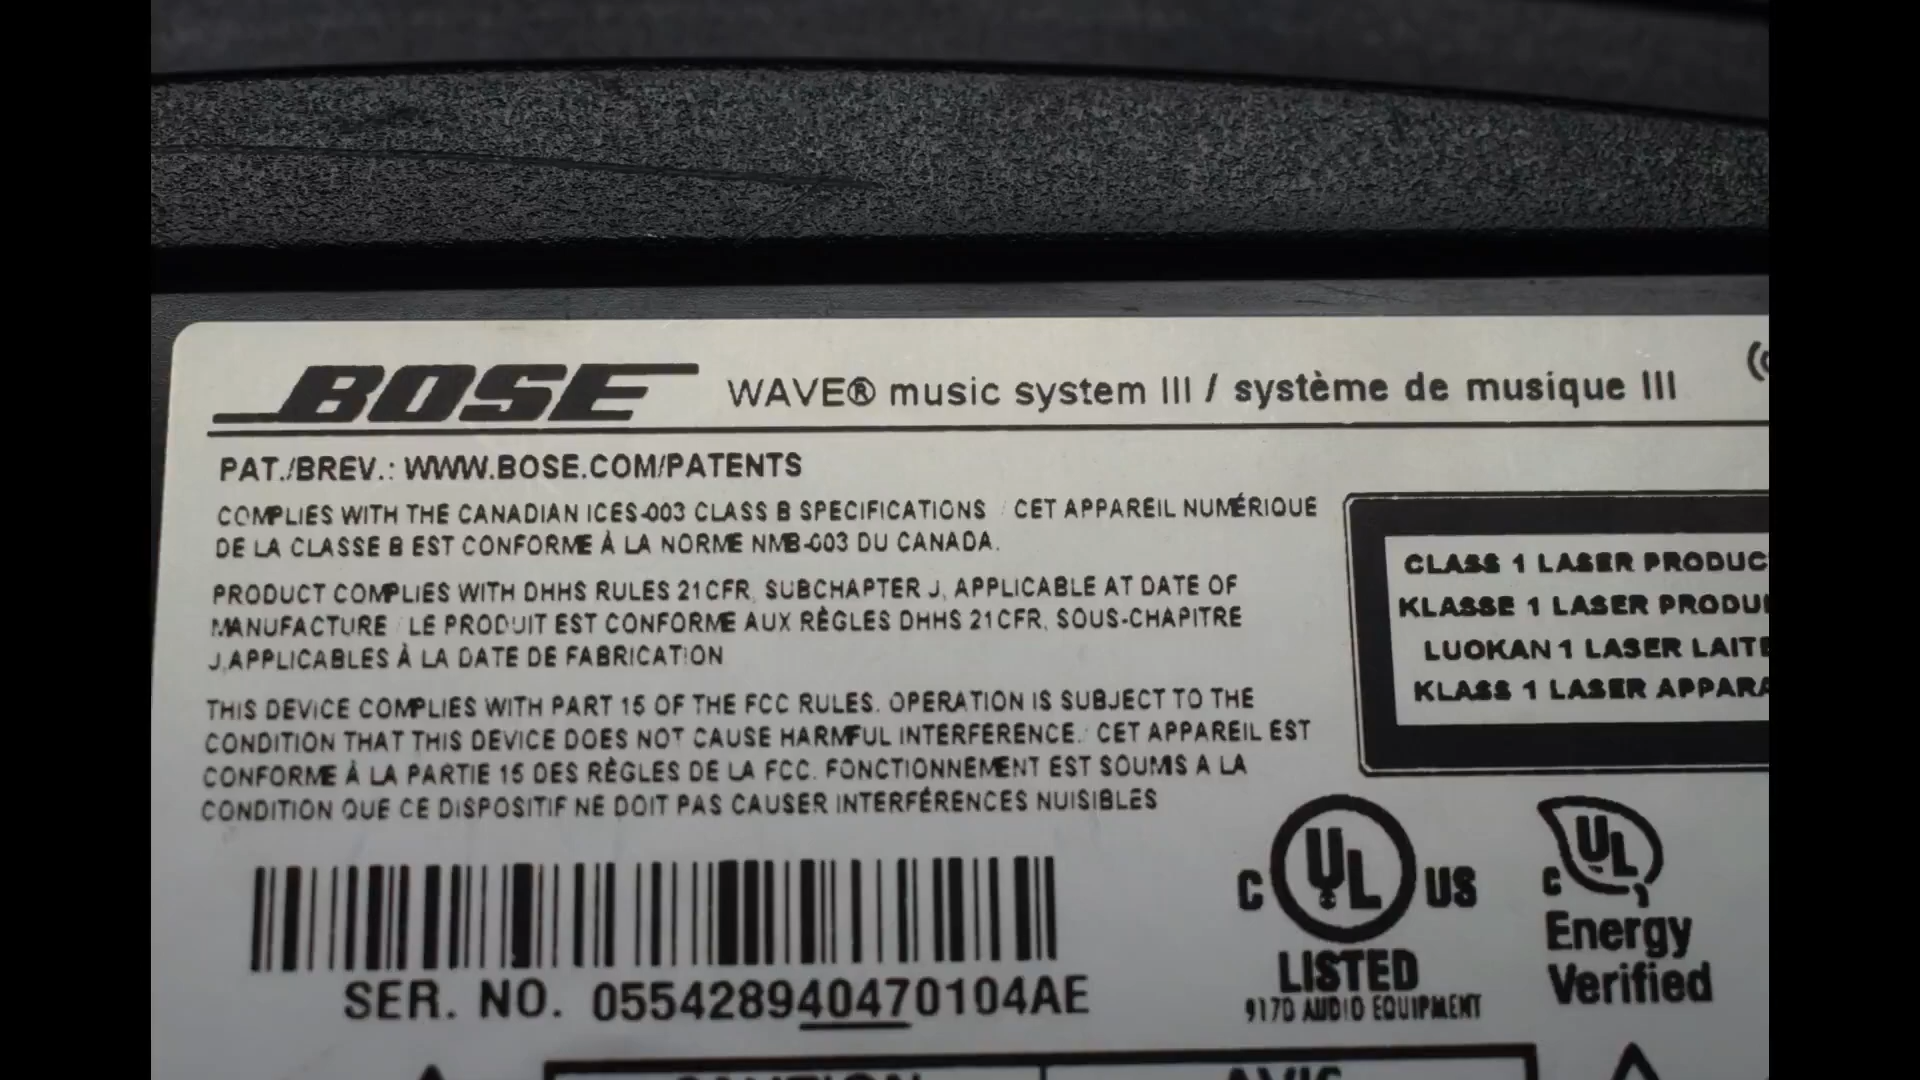 BOSE WAVE® music system III / système de musique III
PAT./BREV.: WWW.BOSE.COM/PATENTS
COMPLIES WITH THE CANADIAN ICES-003 CLASS B SPECIFICATIONS / CET APPAREIL NUMÉRIQUE
DE LA CLASSE B EST CONFORME À LA NORME NMB-003 DU CANADA.
PRODUCT COMPLIES WITH DHHS RULES 21CFR, SUBCHAPTER J, APPLICABLE AT DATE OF
MANUFACTURE / LE PRODUIT EST CONFORME AUX RÈGLES DHHS 21CFR, SOUS-CHAPITRE
J,APPLICABLES À LA DATE DE FABRICATION
THIS DEVICE COMPLIES WITH PART 15 OF THE FCC RULES. OPERATION IS SUBJECT TO THE
CONDITION THAT THIS DEVICE DOES NOT CAUSE HARMFUL INTERFERENCE./ CET APPAREIL EST
CONFORME À LA PARTIE 15 DES RÈGLES DE LA FCC. FONCTIONNEMENT EST SOUMIS A LA
CONDITION QUE CE DISPOSITIF NE DOIT PAS CAUSER INTERFÉRENCES NUISIBLES
SER. NO. 055428940470104AE
CLASS 1 LASER PRODUC
KLASSE 1 LASER PRODU
LUOKAN 1 LASER LAITE
KLASS 1 LASER APPARA
C UL US
LISTED
917D AUDIO EQUIPMENT
C UL
Energy
Verified